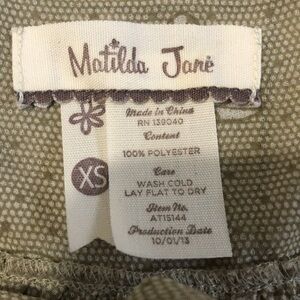 Matilda Jane
Made in China
RN 139040
Content
100% POLYESTER
XS
Care
WASH COLD
LAY FLAT TO DRY
Item No.
AT15144
Production Date
10/01/13